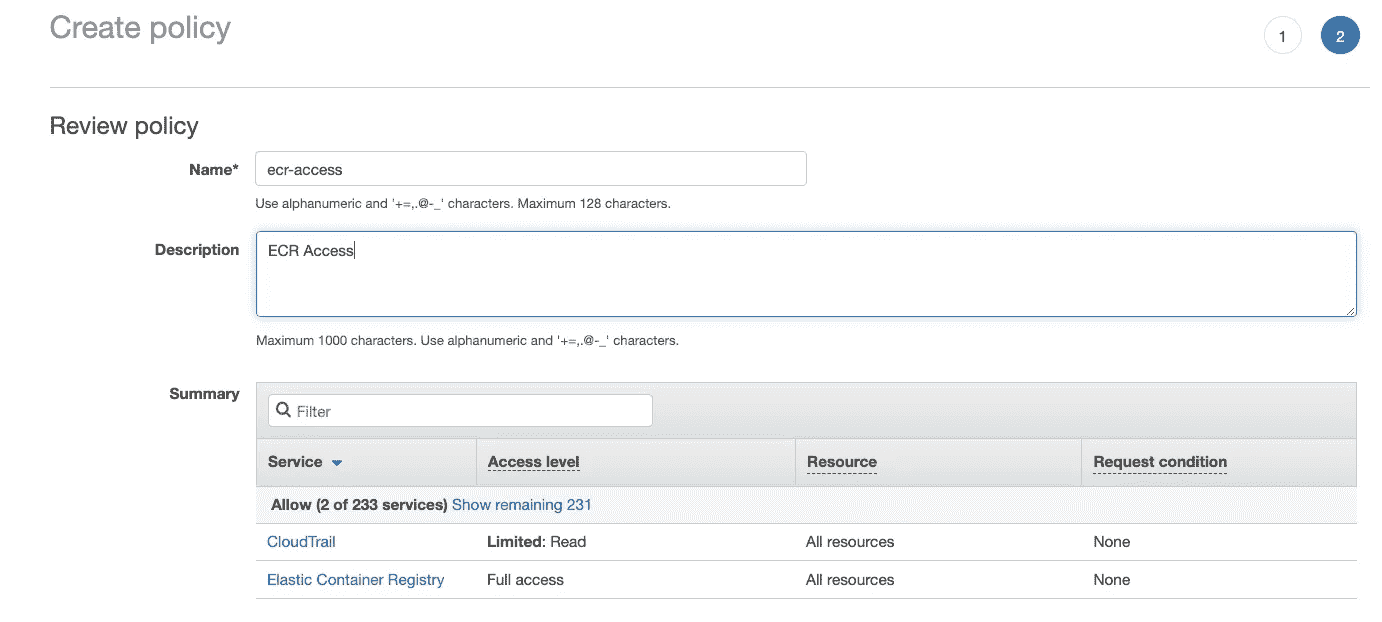 Create policy
1
2
Review policy
Name*
ecr-access
Use alphanumeric and '+=,.@-_' characters. Maximum 128 characters.
Description
ECR Access
Maximum 1000 characters. Use alphanumeric and '+=,.@-_' characters.
Summary
Filter
Service Access level Resource Request condition
Allow (2 of 233 services) Show remaining 231
CloudTrail Limited: Read All resources None
Elastic Container Registry Full access All resources None